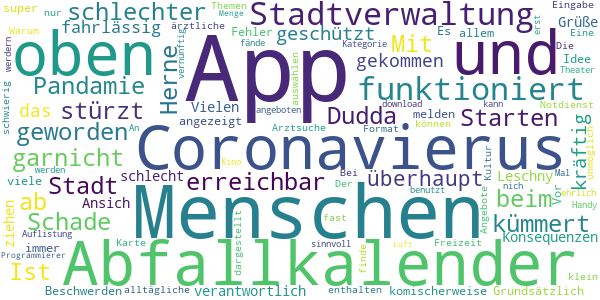 super nur schlechter Themen Stadtverwaltung Eingabe
Warum fahrlässig ärztliche Menge Fehler geschützt Es allem erst Grüße
oben vernünftig App fände Kategorie Mit gekommen und Die Eine Idee
werdern Pandamie Herne Vielen auswählen funktioniert Theater
schwierig das stürzt angezeigt angeboten Dudda download melden kann Starten Notdienst
geworden An Arztsuche Format können kräftig unmöglich
garnicht Coronavierus
viele Stadt werden schlecht Kino erreichbar Bei überhaupt Leschny Kultur Mal
ziehen ab Ansich Menschen Der benutzt nich beim Vor ehrlich Handy
Schade Angebote kümmert
Auflistung immer Karte dargestellt fast sinnvoll finde Luft Freizeit Konsequenzen
Programmierer Ist Abfallkalender klein
Beschwerden alltägliche verantwortlich enthalten komischerweise Grundsätzlich